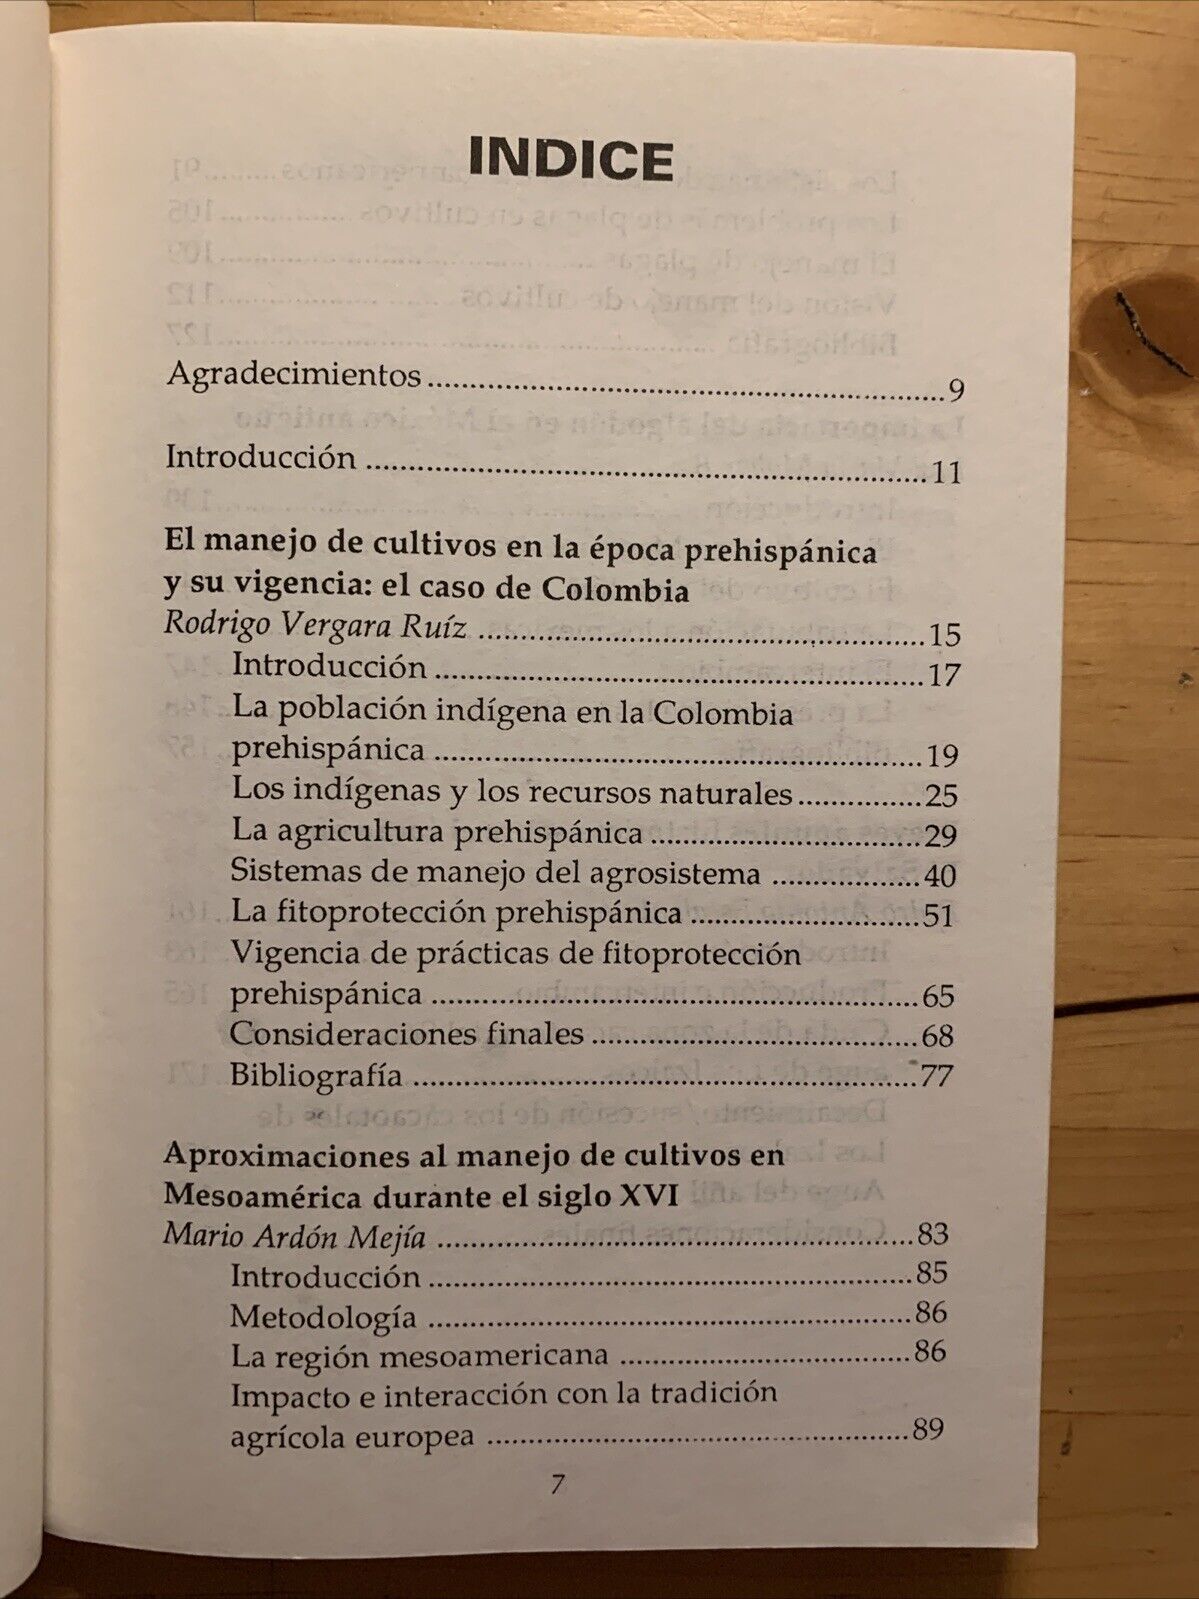 INDICE
Agradecimientos............................................................9
Introducción ................................................................11
El manejo de cultivos en la época prehispánica
y su vigencia: el caso de Colombia
Rodrigo Vergara Ruíz ....................................................15
Introducción..........................................................17
La población indígena en la Colombia
prehispánica .........................................................19
Los indígenas y los recursos naturales...............25
La agricultura prehispánica .................................29
Sistemas de manejo del agrosistema ..................40
La fitoprotección prehispánica ...........................51
Vigencia de prácticas de fitoprotección
prehispánica .........................................................65
Consideraciones finales .......................................68
Bibliografía ...........................................................77
Aproximaciones al manejo de cultivos en
Mesoamérica durante el siglo XVI
Mario Ardón Mejía ........................................................83
Introducción .........................................................85
Metodología .........................................................86
La región mesoamericana ...................................86
Impacto e interacción con la tradición
agrícola europea ..................................................89
7